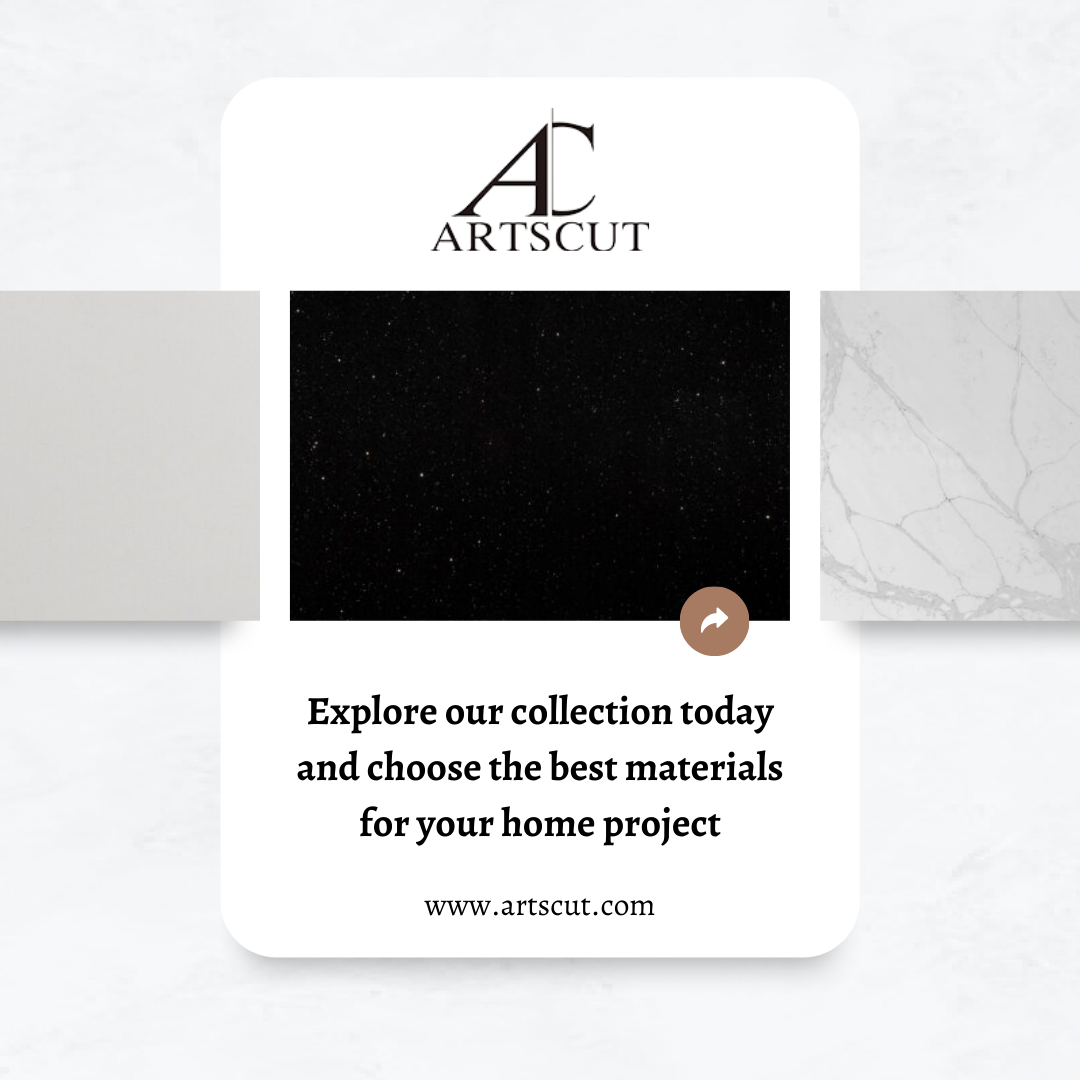 AC
ARTSCUT
Explore our collection today
and choose the best materials
for your home project
www.artscut.com